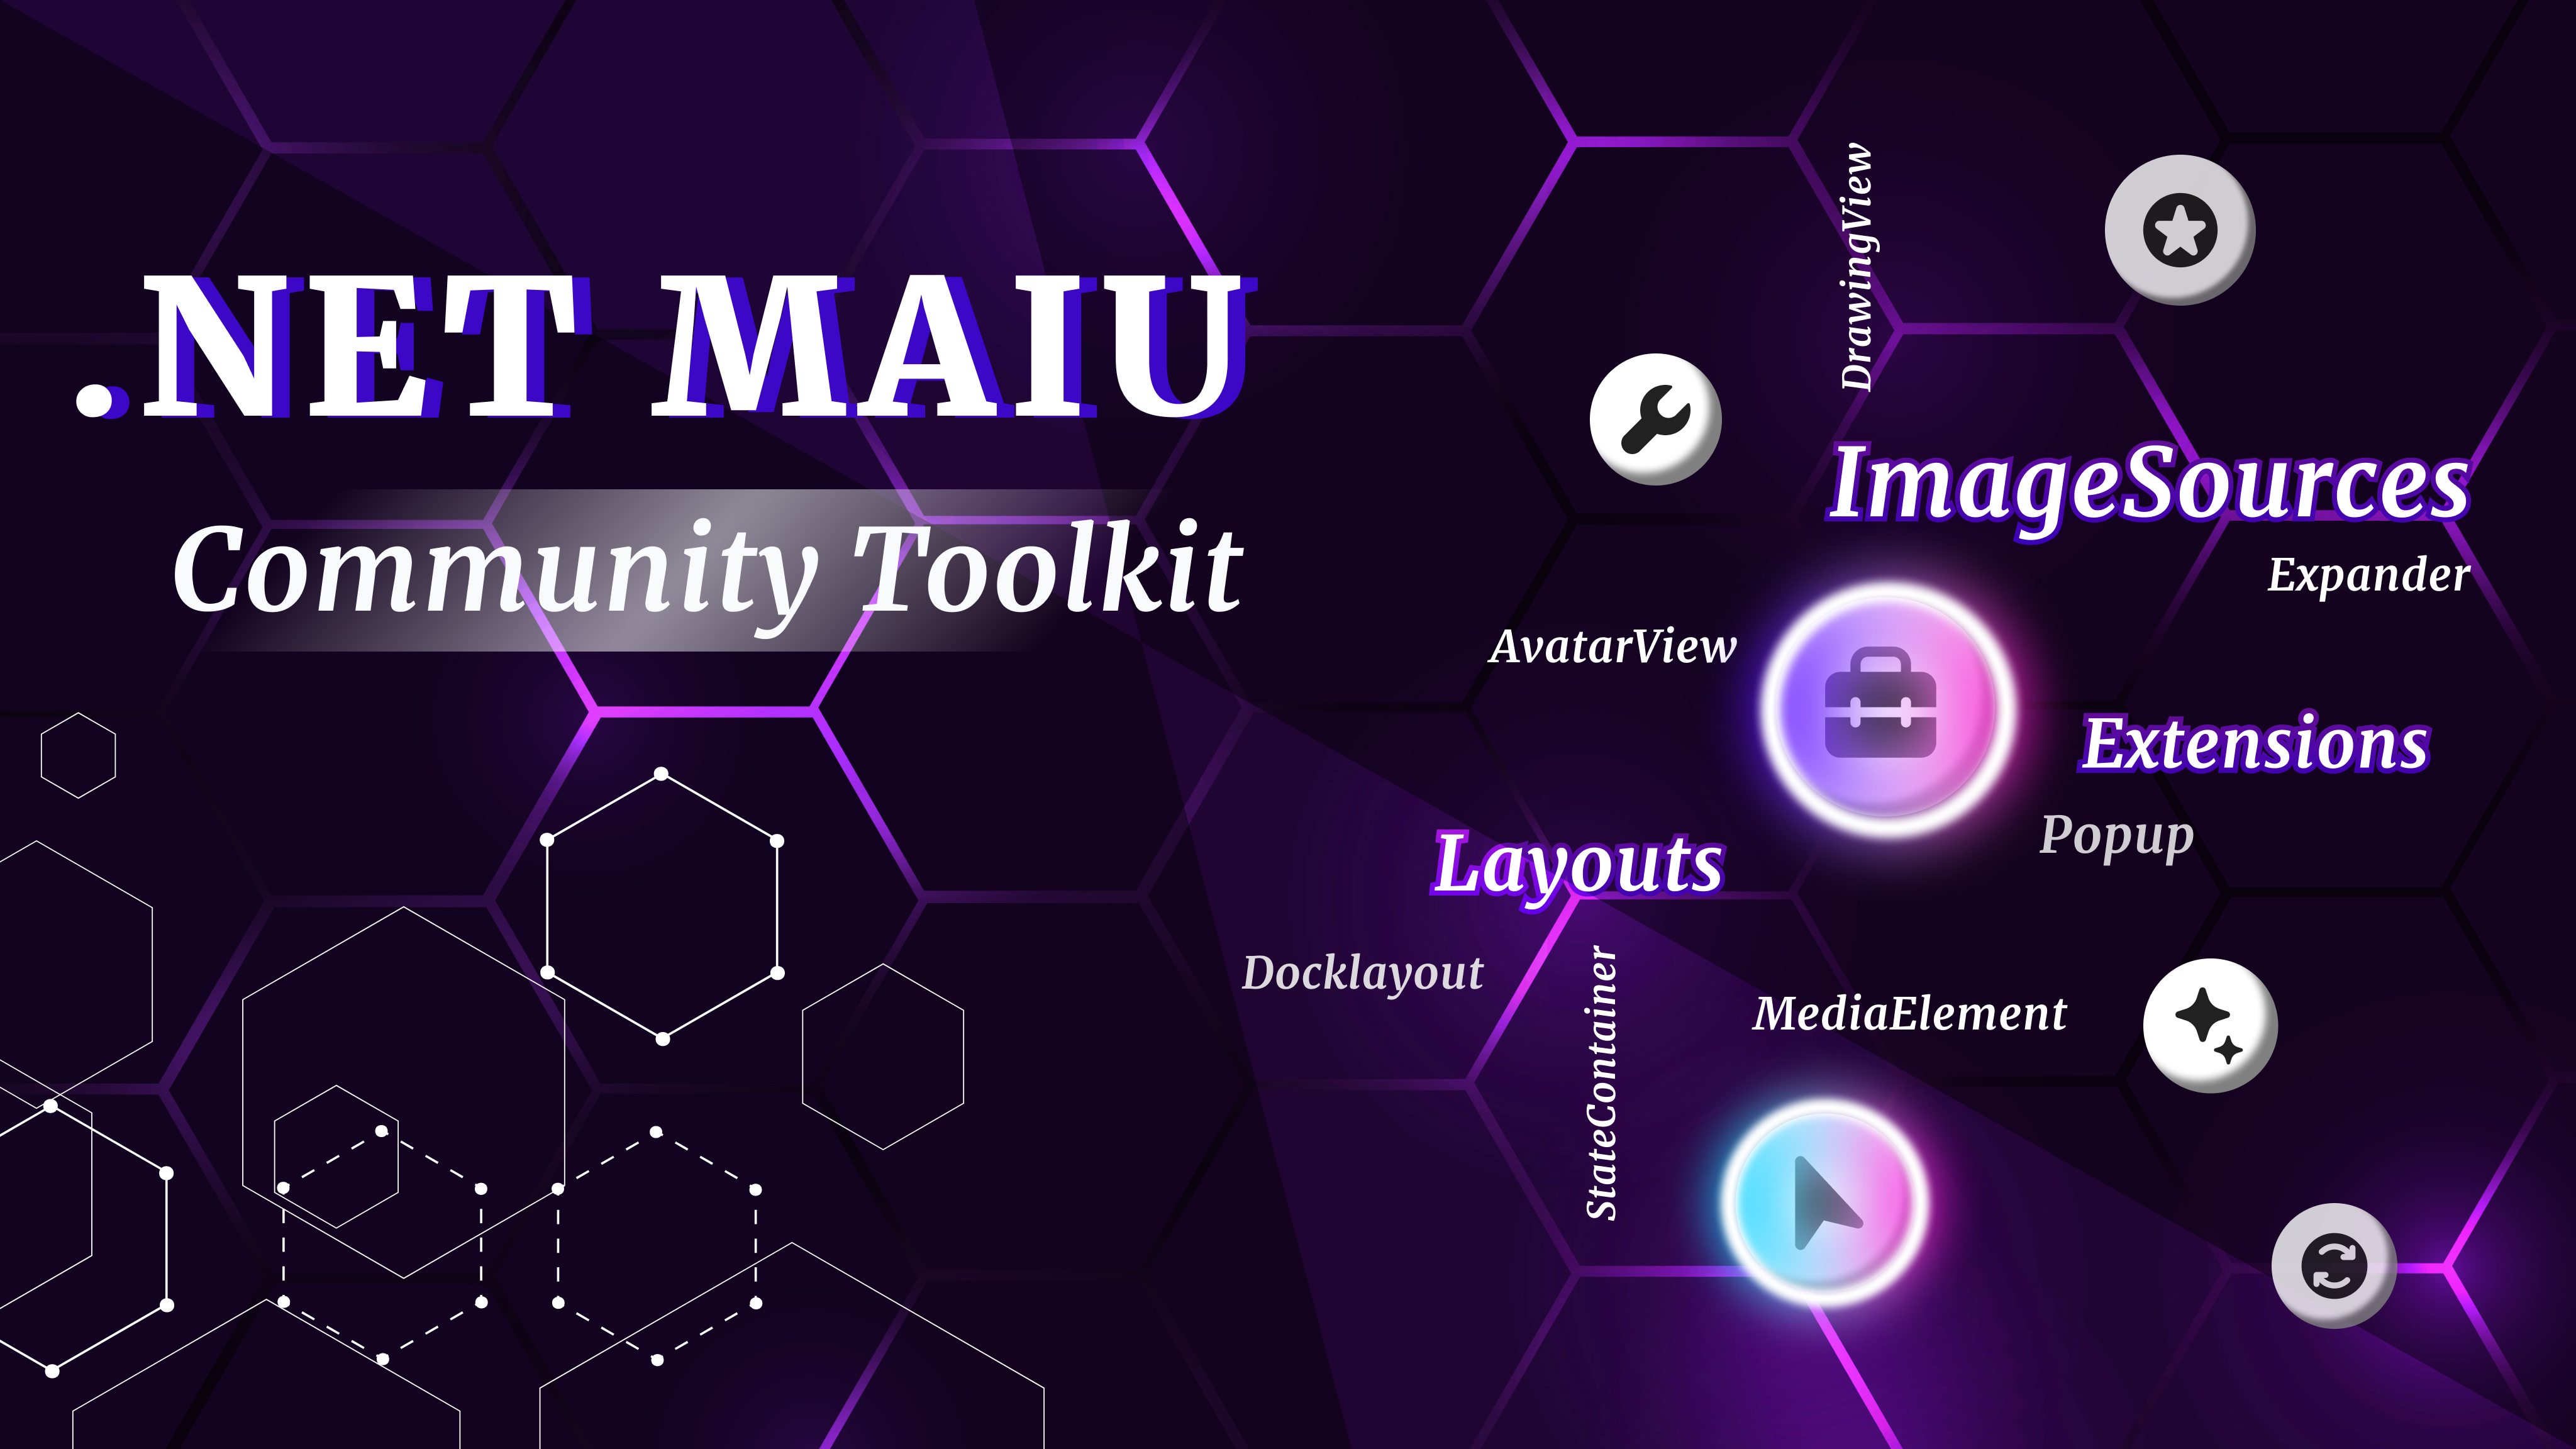 .NET MAIU
Community Toolkit
DrawingView
ImageSources
Expander
AvatarView
Extensions
Popup
Layouts
Docklayout
StateContainer
MediaElement